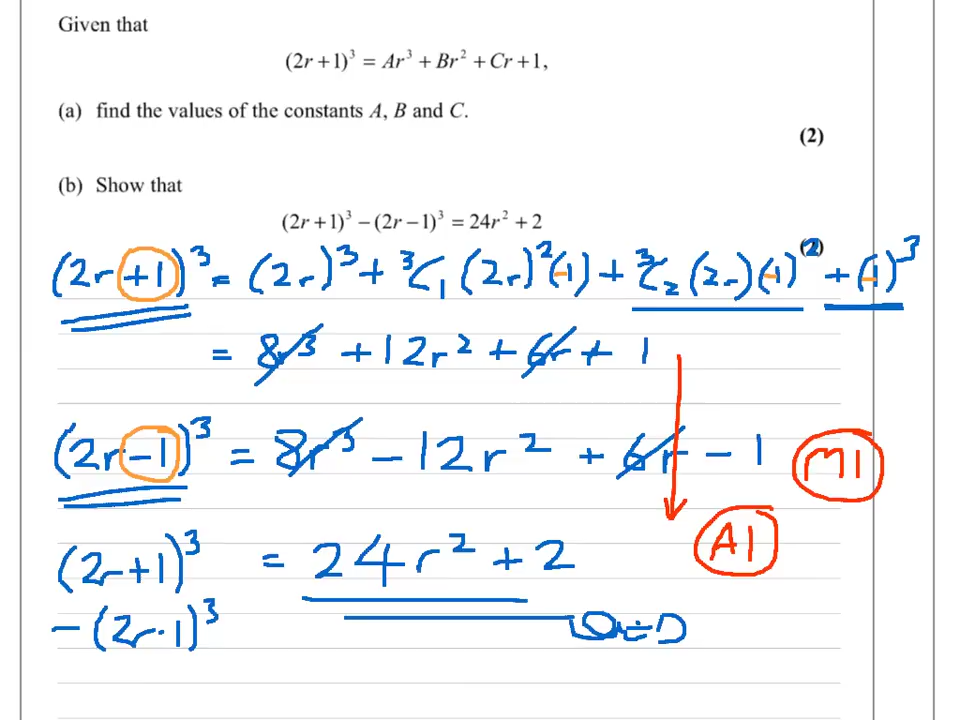 Given that
(2r + 1)³ = Ar³ + Br² + Cr + 1,
(a) find the values of the constants A, B and C.
(2)
(b) Show that
(2r + 1)³ − (2r − 1)³ = 24r² + 2
(2)
(2r + 1)³ = (2r)³ + ³C₁ (2r)² (-1) + ³C₂ (2r) (-1)² + (-1)³
= 8r³ + 12r² + 6r + 1
(2r - 1)³ = 8r³ - 12r² + 6r - 1 M1
(2r+1)³ = 24r² + 2 A1
- (2r-1)³ QED